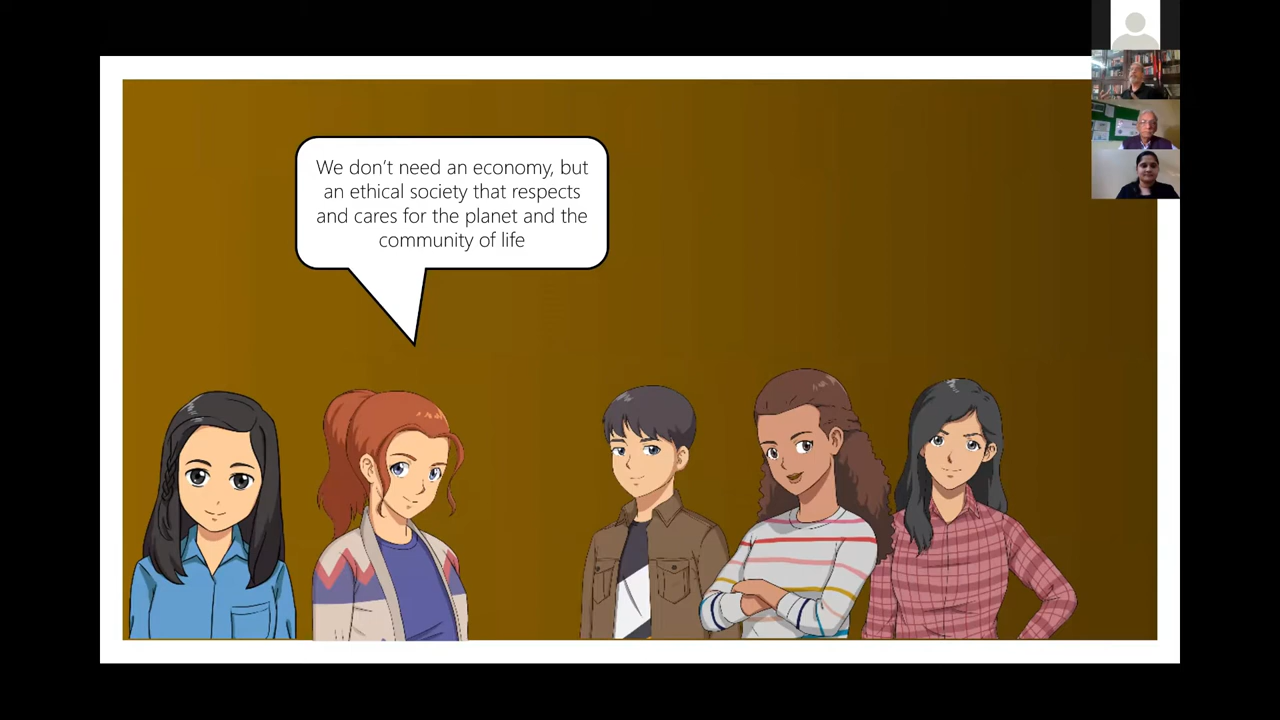 We don’t need an economy, but
an ethical society that respects
and cares for the planet and the
community of life